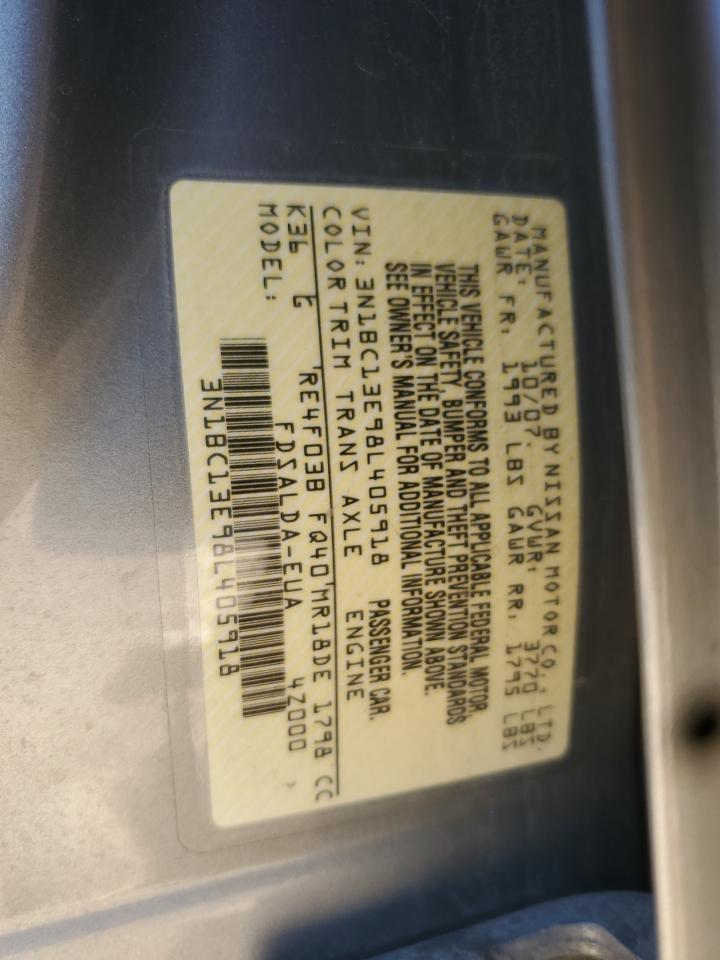 MANUFACTURED BY NISSAN MOTOR CO., LTD.
DATE: 10/07. GVWR: 3770 LBS
GAWR FR: 1993 LBS GAWR RR: 1795 LBS
THIS VEHICLE CONFORMS TO ALL APPLICABLE FEDERAL MOTOR
VEHICLE SAFETY, BUMPER AND THEFT PREVENTION STANDARDS
IN EFFECT ON THE DATE OF MANUFACTURE SHOWN ABOVE.
SEE OWNER'S MANUAL FOR ADDITIONAL INFORMATION.
VIN: 3N1BC13E98L405918 PASSENGER CAR.
COLOR TRIM TRANS AXLE ENGINE
K36 G RE4F03B FQ40 MR18DE 1798 CC
MODEL: FDSALDA-EUA 4Z000
3N1BC13E98L405918